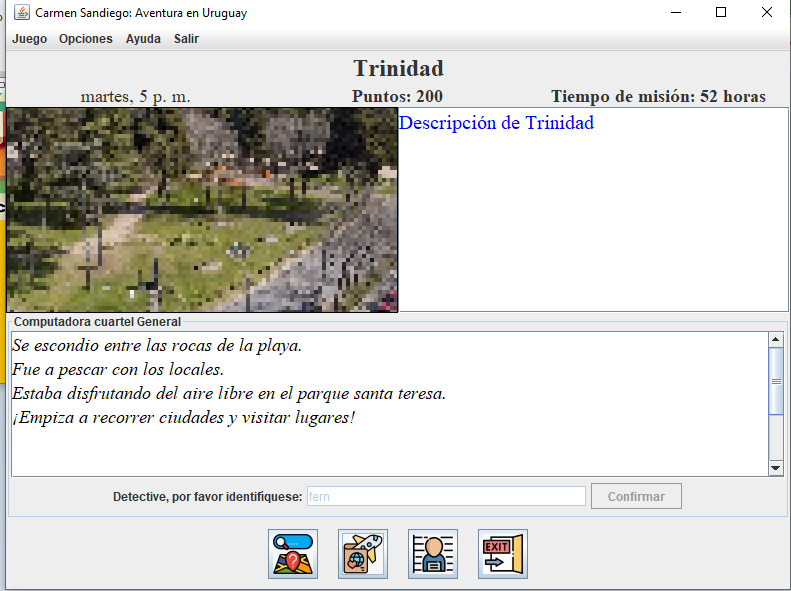 Carmen Sandiego: Aventura en Uruguay
Juego Opciones Ayuda Salir
Trinidad
martes, 5 p. m. Puntos: 200 Tiempo de misión: 52 horas
Descripción de Trinidad
Computadora cuartel General
Se escondio entre las rocas de la playa.
Fue a pescar con los locales.
Estaba disfrutando del aire libre en el parque santa teresa.
¡Empiza a recorrer ciudades y visitar lugares!
Detective, por favor identifiquese: fern Confirmar
EXIT